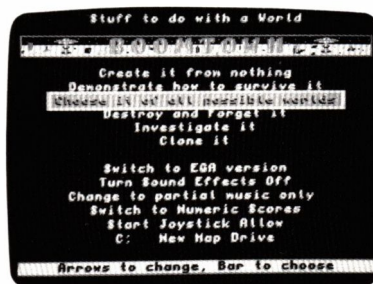 Stuff to do with a World
BOOMTOWN
Create it from nothing
Demonstrate how to survive it
Choose it of all possible worlds
Destroy and Forget it
Investigate it
Clone it
Switch to EGA version
Turn Sound Effects Off
Change to partial music only
Switch to Numeric Scores
Start Joystick Allow
C: New Map Drive
Arrows to change, Bar to choose